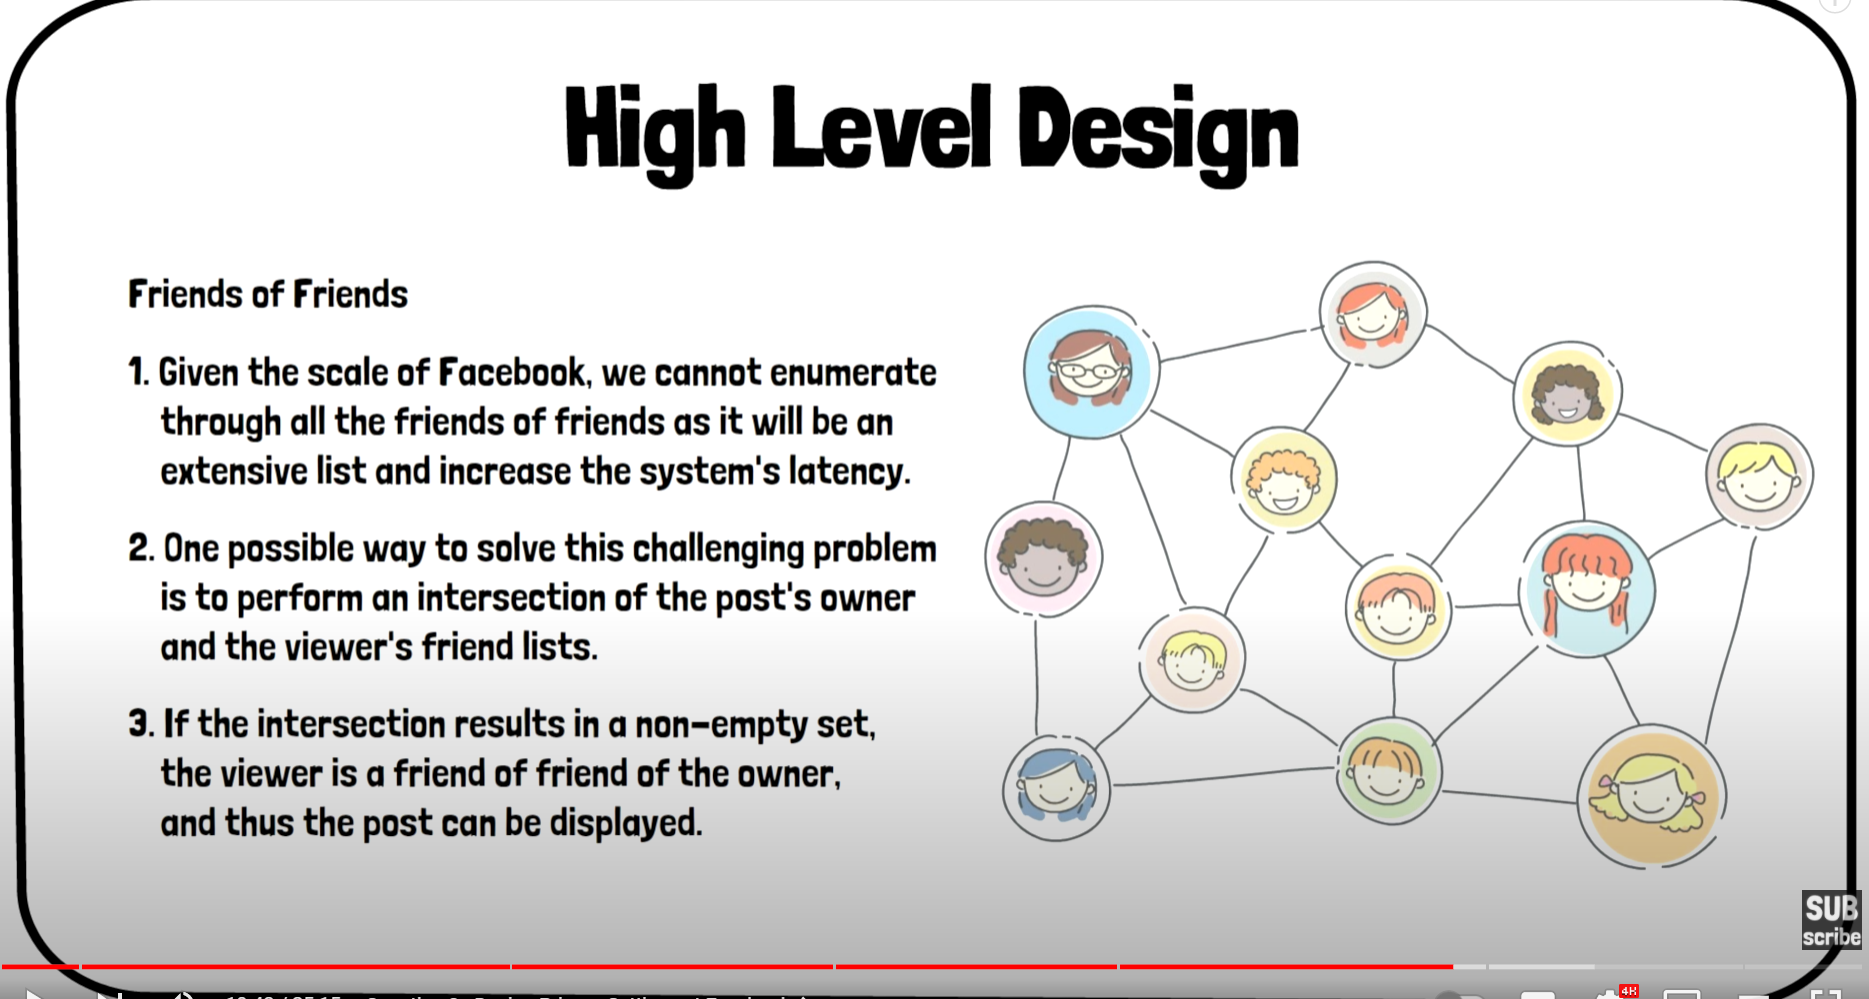 High Level Design
Friends of Friends
1. Given the scale of Facebook, we cannot enumerate
through all the friends of friends as it will be an
extensive list and increase the system's latency.
2. One possible way to solve this challenging problem
is to perform an intersection of the post's owner
and the viewer's friend lists.
3. If the intersection results in a non-empty set,
the viewer is a friend of friend of the owner,
and thus the post can be displayed.
SUB
scribe
4K